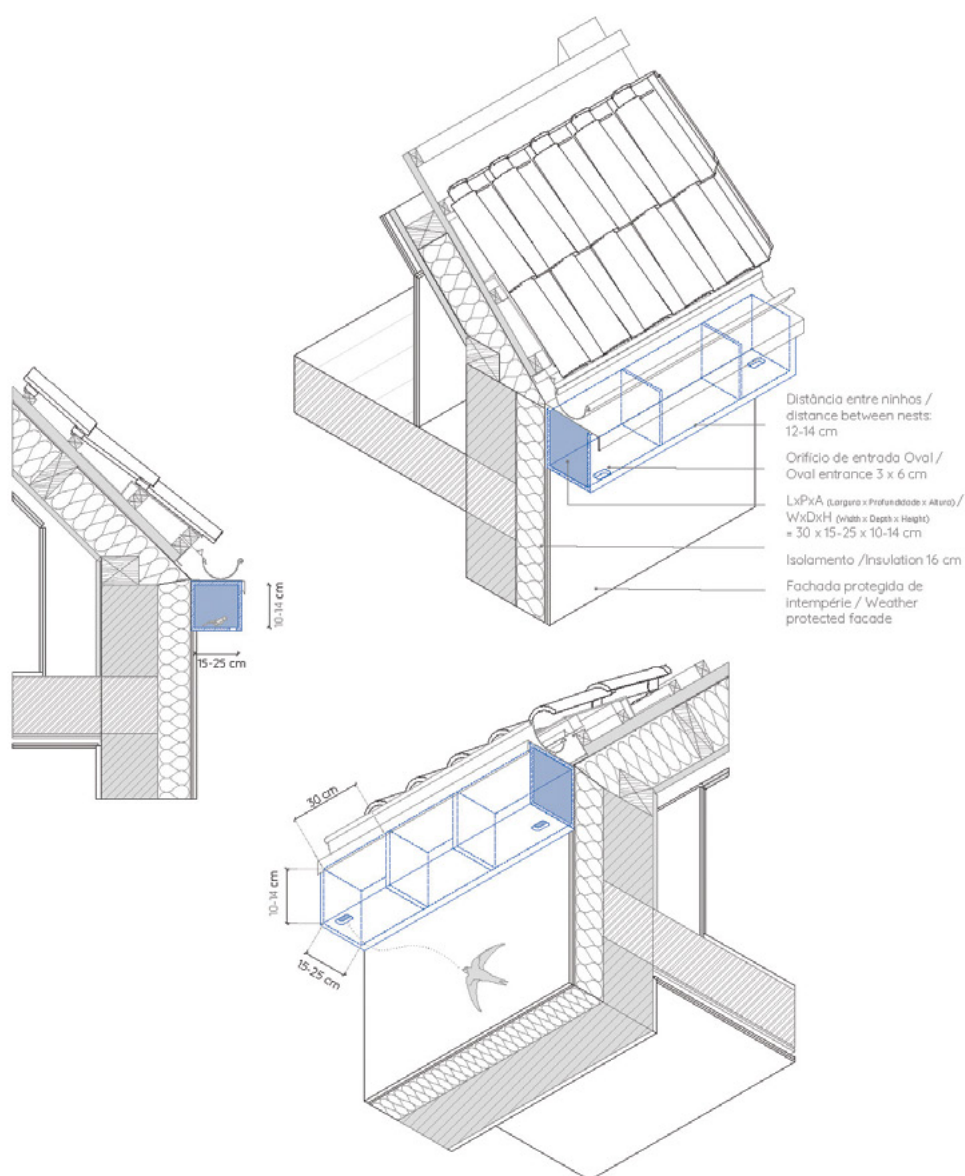 Distância entre ninhos /
distance between nests:
12-14 cm
Orifício de entrada Oval /
Oval entrance 3 x 6 cm
LxPxA (Largura x Profundidade x Altura) /
WxDxH (Width x Depth x Height)
= 30 x 15-25 x 10-14 cm
Isolamento /Insulation 16 cm
Fachada protegida de
intempérie / Weather
protected facade
10-14 cm
15-25 cm
30 cm
10-14 cm
15-25 cm